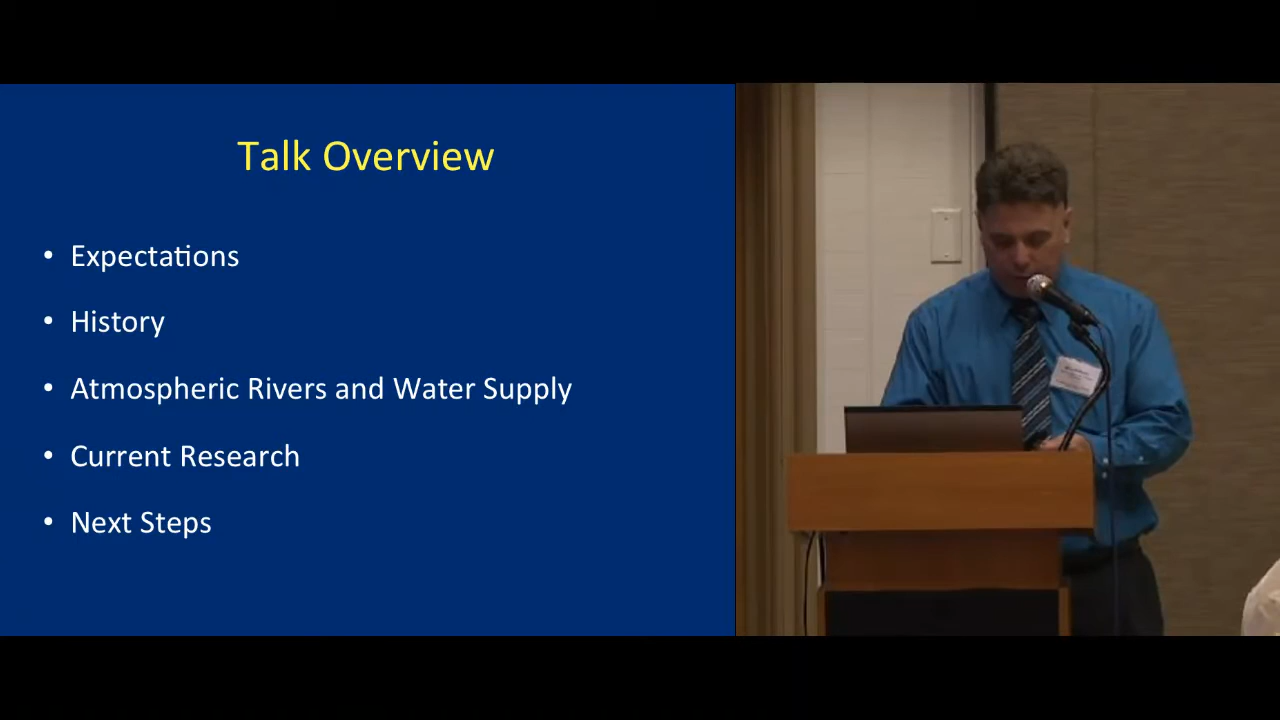 Talk Overview
• Expectations
• History
• Atmospheric Rivers and Water Supply
• Current Research
• Next Steps